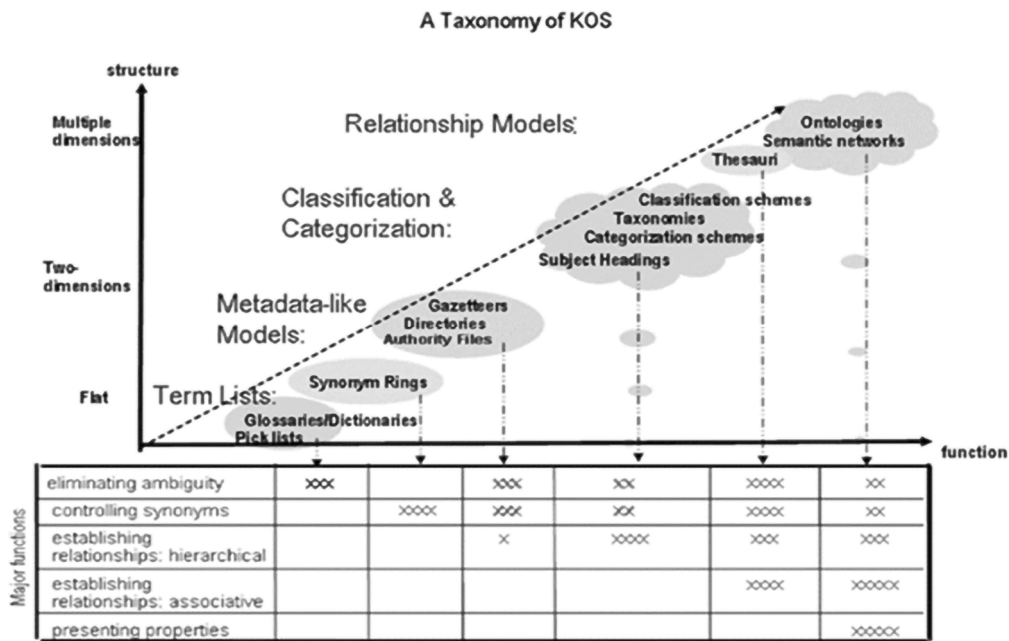 A Taxonomy of KOS
structure
Multiple
dimensions
Relationship Models:
Ontologies
Semantic networks
Thesauri
Classification &
Categorization:
Classification schemes
Taxonomies
Categorization schemes
Subject Headings
Two-
dimensions
Metadata-like
Models:
Gazetteers
Directories
Authority Files
Synonym Rings
Flat
Term Lists:
Glossaries/Dictionaries
Pick lists
function
Major functions
eliminating ambiguity XXX XXX XX XXXX XX
controlling synonyms XXXX XXX XX XXXX XX
establishing
relationships: hierarchical X XXXX XXX XXX
establishing
relationships: associative XXXX XXXXX
presenting properties XXXXX